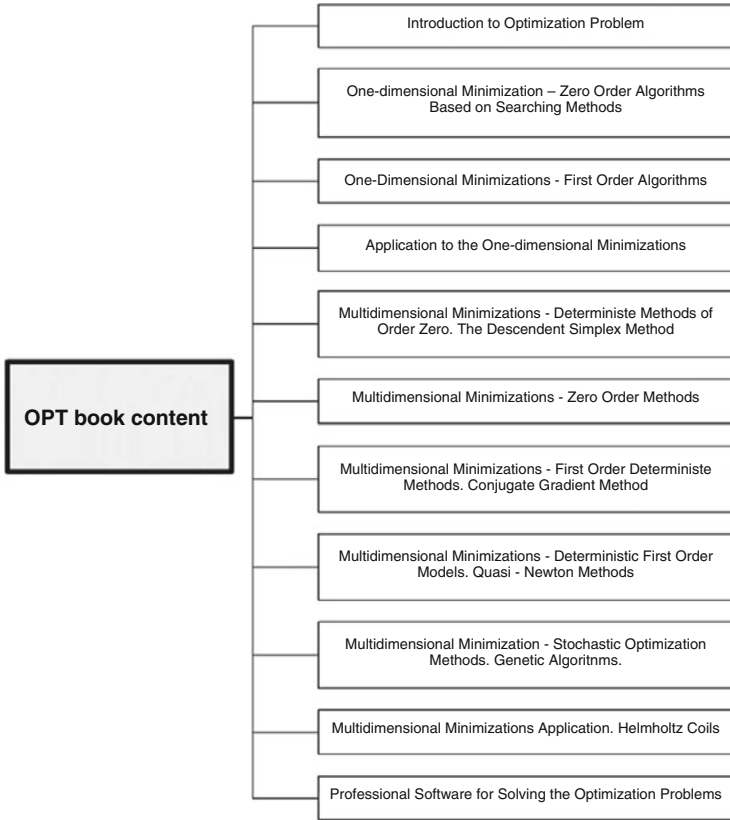 Introduction to Optimization Problem
One-dimensional Minimization – Zero Order Algorithms
Based on Searching Methods
One-Dimensional Minimizations - First Order Algorithms
Application to the One-dimensional Minimizations
Multidimensional Minimizations - Deterministe Methods of
Order Zero. The Descendent Simplex Method
OPT book content
Multidimensional Minimizations - Zero Order Methods
Multidimensional Minimizations - First Order Deterministe
Methods. Conjugate Gradient Method
Multidimensional Minimizations - Deterministic First Order
Models. Quasi - Newton Methods
Multidimensional Minimization - Stochastic Optimization
Methods. Genetic Algoritnms.
Multidimensional Minimizations Application. Helmholtz Coils
Professional Software for Solving the Optimization Problems